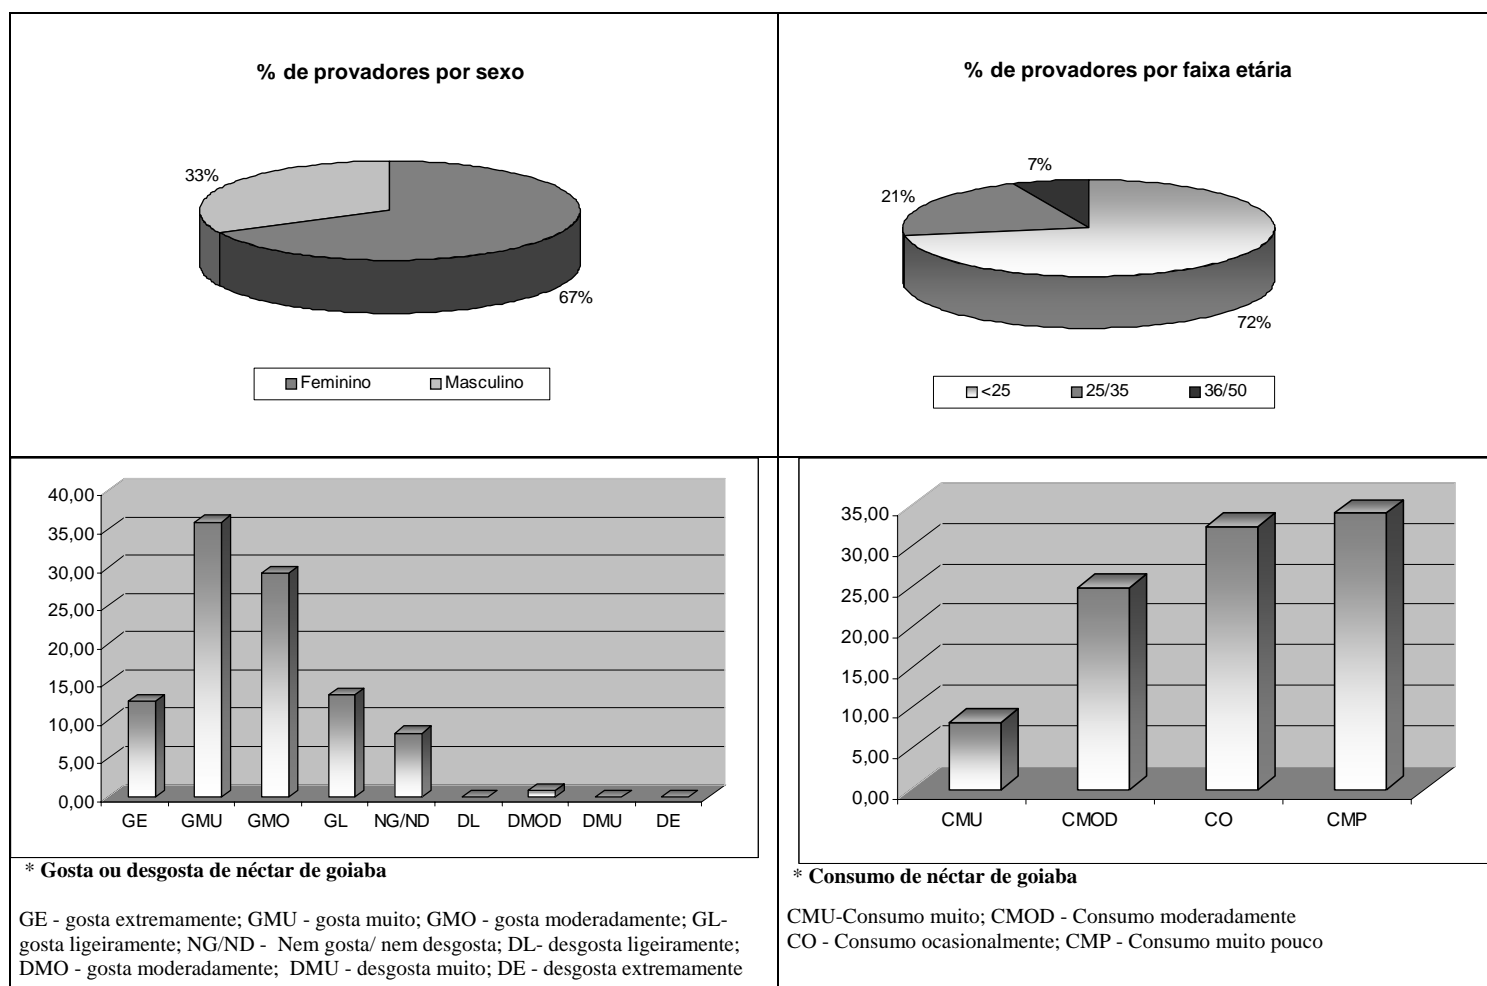 % de provadores por sexo
33%
67%
Feminino Masculino
% de provadores por faixa etária
7%
21%
72%
<25 25/35 36/50
40,00
35,00
30,00
25,00
20,00
15,00
10,00
5,00
0,00
GE GMU GMO GL NG/ND DL DMOD DMU DE
* Gosta ou desgosta de néctar de goiaba
GE - gosta extremamente; GMU - gosta muito; GMO - gosta moderadamente; GL-
gosta ligeiramente; NG/ND - Nem gosta/ nem desgosta; DL- desgosta ligeiramente;
DMO - gosta moderadamente; DMU - desgosta muito; DE - desgosta extremamente
35,00
30,00
25,00
20,00
15,00
10,00
5,00
0,00
CMU CMOD CO CMP
* Consumo de néctar de goiaba
CMU-Consumo muito; CMOD - Consumo moderadamente
CO - Consumo ocasionalmente; CMP - Consumo muito pouco